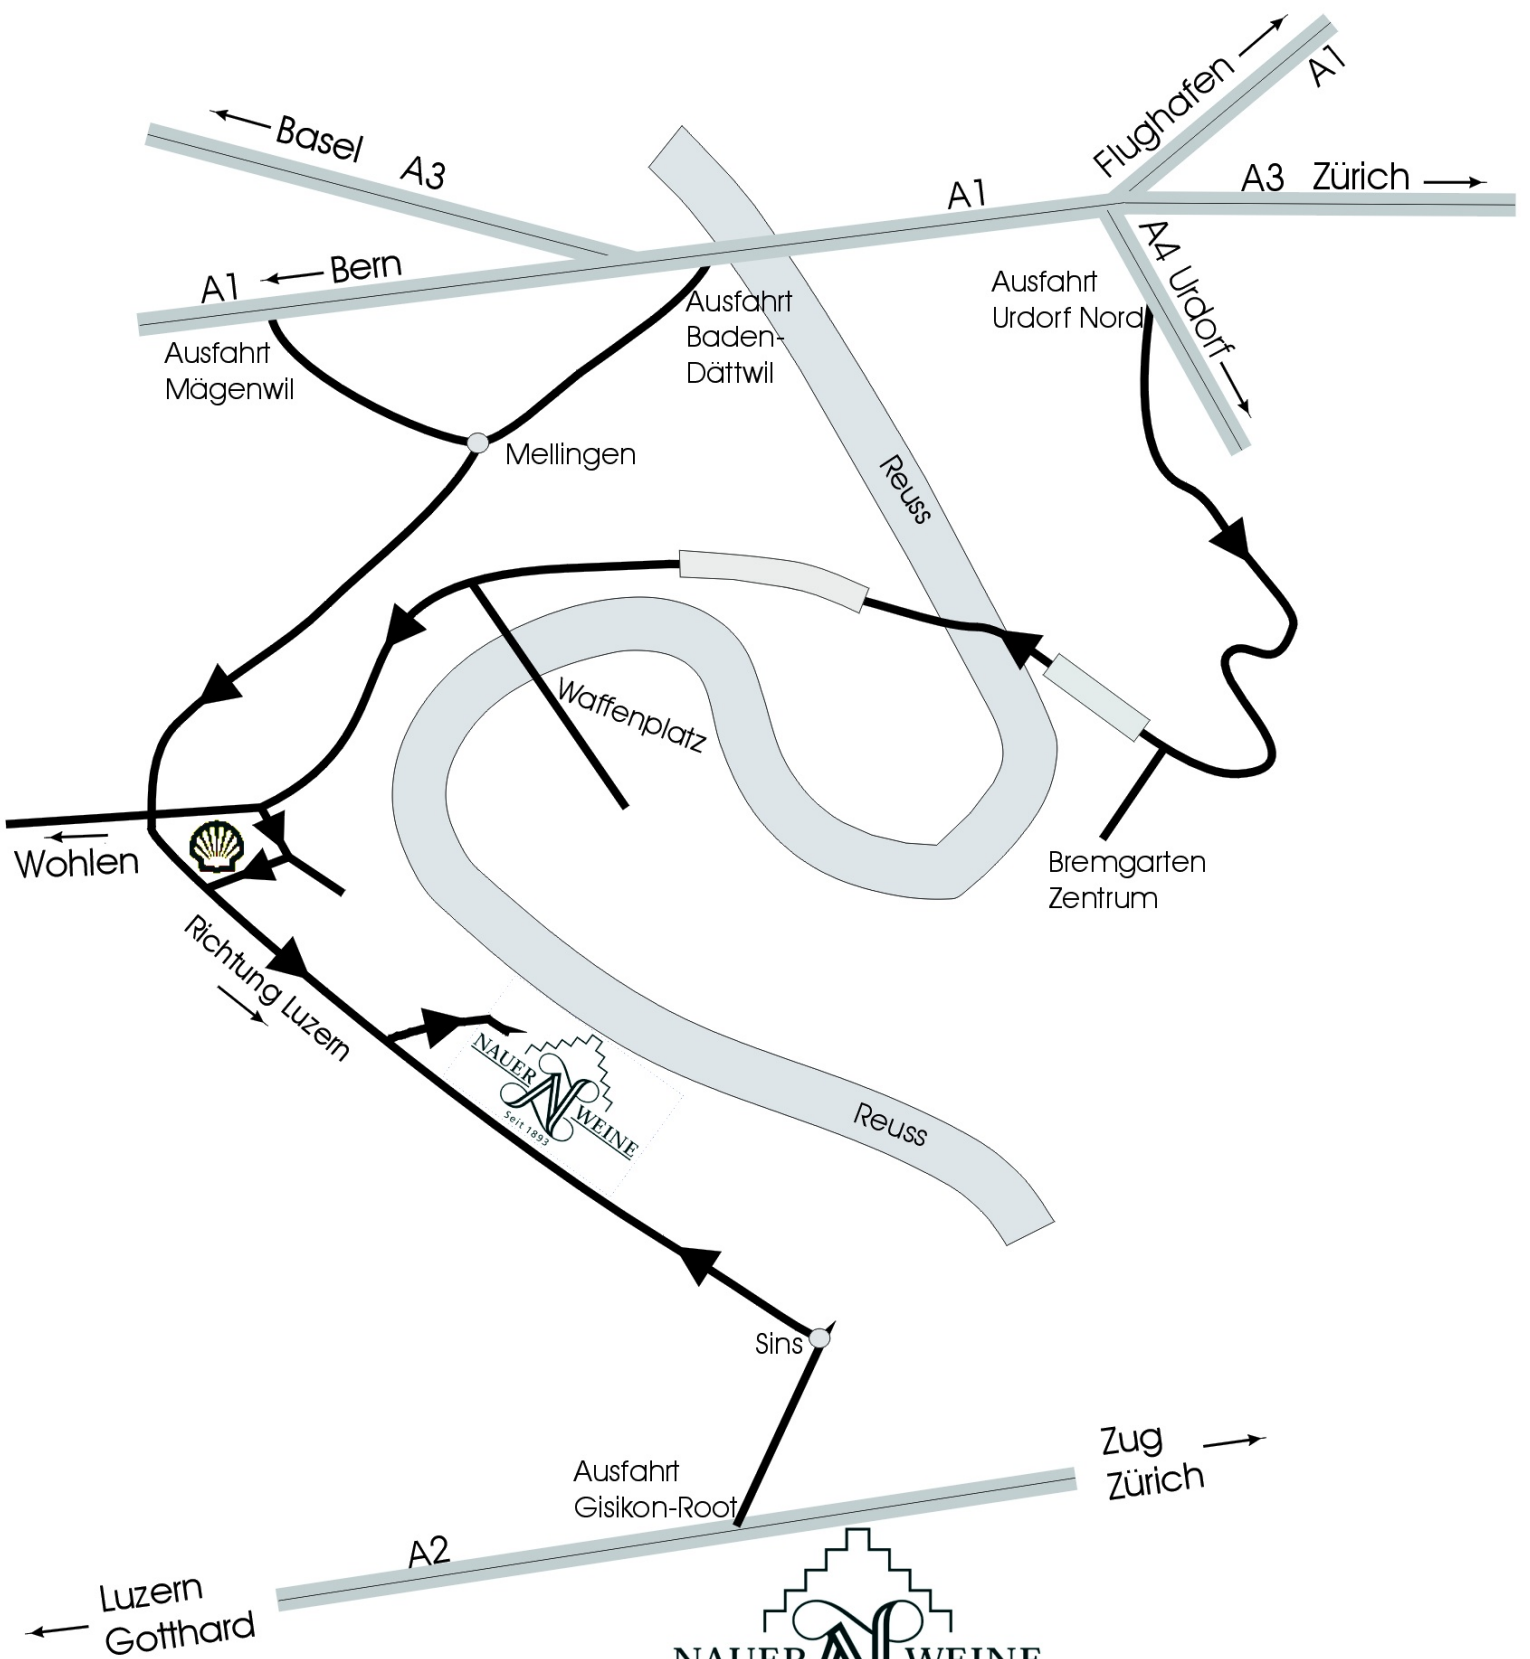 Flughafen
A1
Basel
A3
A1
A3 Zürich
A4 Urdorf
A1
Bern
Ausfahrt
Mägenwil
Ausfahrt
Baden-
Dättwil
Ausfahrt
Urdorf Nord
Mellingen
Reuss
Waffenplatz
Wohlen
Bremgarten
Zentrum
Richtung Luzern
NAUER
WEINE
Seit 1893
Reuss
Sins
Ausfahrt
Gisikon-Root
Zug
Zürich
A2
Luzern
Gotthard
NAUER WEINE